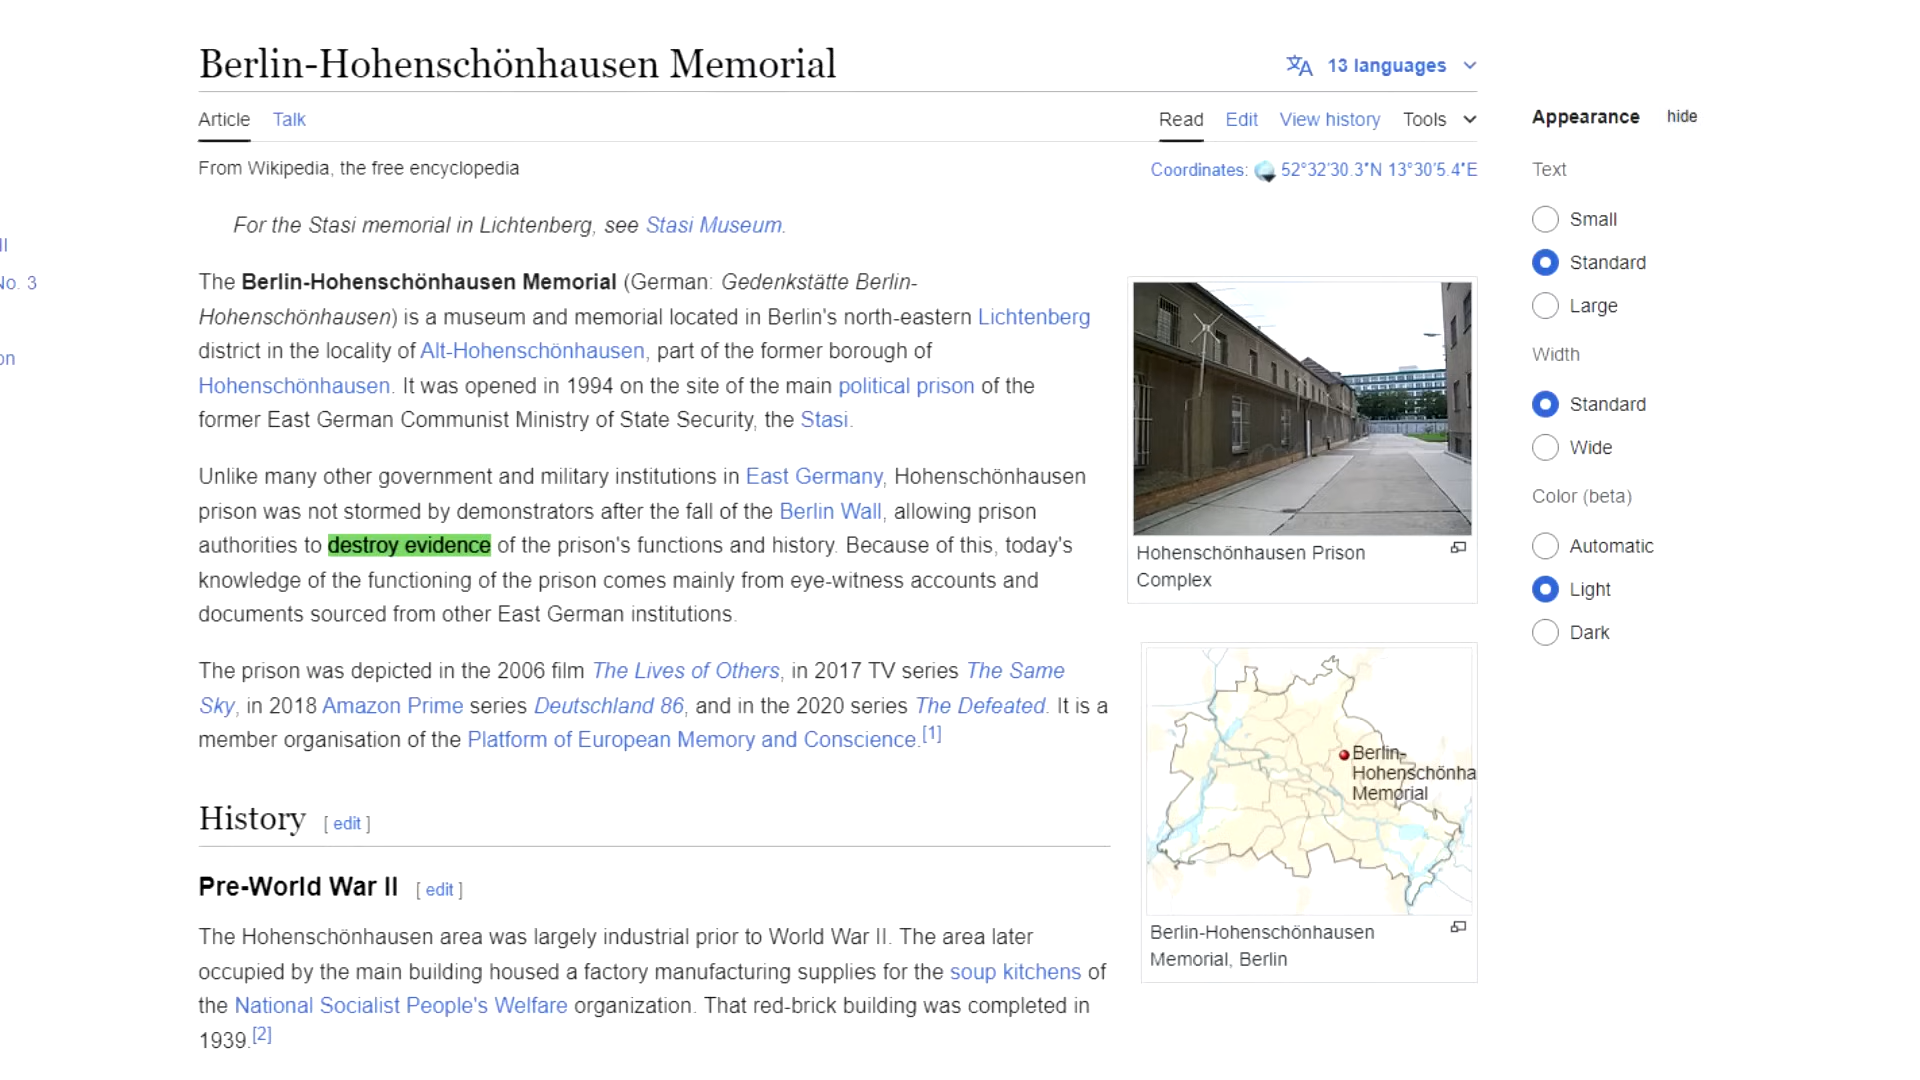 Berlin-Hohenschönhausen Memorial
13 languages
Article Talk
Read Edit View history Tools
From Wikipedia, the free encyclopedia
Coordinates: 52°32′30.3″N 13°30′5.4″E
For the Stasi memorial in Lichtenberg, see Stasi Museum.
The Berlin-Hohenschönhausen Memorial (German: Gedenkstätte Berlin-
Hohenschönhausen) is a museum and memorial located in Berlin's north-eastern Lichtenberg
district in the locality of Alt-Hohenschönhausen, part of the former borough of
Hohenschönhausen. It was opened in 1994 on the site of the main political prison of the
former East German Communist Ministry of State Security, the Stasi.
Unlike many other government and military institutions in East Germany, Hohenschönhausen
prison was not stormed by demonstrators after the fall of the Berlin Wall, allowing prison
authorities to destroy evidence of the prison's functions and history. Because of this, today's
knowledge of the functioning of the prison comes mainly from eye-witness accounts and
documents sourced from other East German institutions.
The prison was depicted in the 2006 film The Lives of Others, in 2017 TV series The Same
Sky, in 2018 Amazon Prime series Deutschland 86, and in the 2020 series The Defeated. It is a
member organisation of the Platform of European Memory and Conscience.[1]
History [ edit ]
Pre-World War II [ edit ]
The Hohenschönhausen area was largely industrial prior to World War II. The area later
occupied by the main building housed a factory manufacturing supplies for the soup kitchens of
the National Socialist People's Welfare organization. That red-brick building was completed in
1939.[2]
Hohenschönhausen Prison
Complex
Berlin-
Hohenschönha
Memorial
Berlin-Hohenschönhausen
Memorial, Berlin
Appearance hide
Text
Small
Standard
Large
Width
Standard
Wide
Color (beta)
Automatic
Light
Dark
No. 3
on